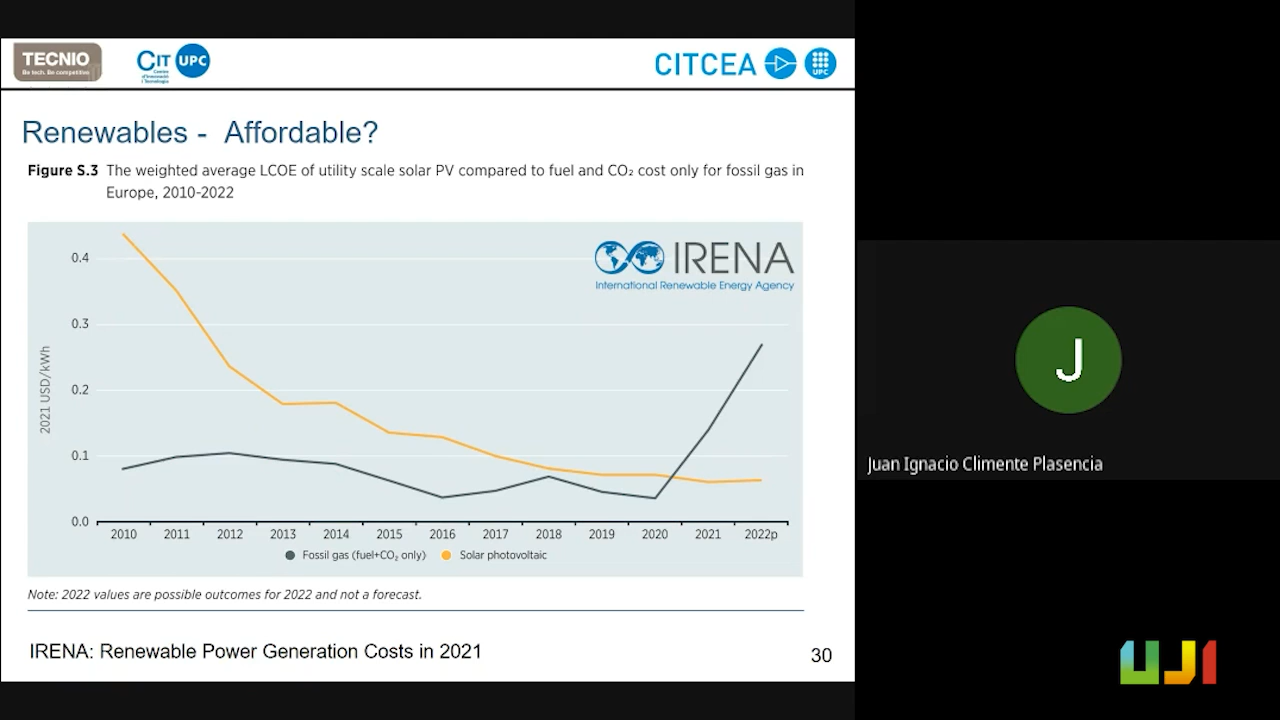 TECNIO
Be tech. Be competitive
CIT
UPC
Centre
d'Innovació
i Tecnologia
CITCEA
UPC
Renewables - Affordable?
Figure S.3 The weighted average LCOE of utility scale solar PV compared to fuel and CO₂ cost only for fossil gas in
Europe, 2010-2022
IRENA
International Renewable Energy Agency
2021 USD/kWh
0.4
0.3
0.2
0.1
0.0
2010 2011 2012 2013 2014 2015 2016 2017 2018 2019 2020 2021 2022p
Fossil gas (fuel+CO₂ only) Solar photovoltaic
Note: 2022 values are possible outcomes for 2022 and not a forecast.
IRENA: Renewable Power Generation Costs in 2021
30
J
Juan Ignacio Climente Plasencia
UJI